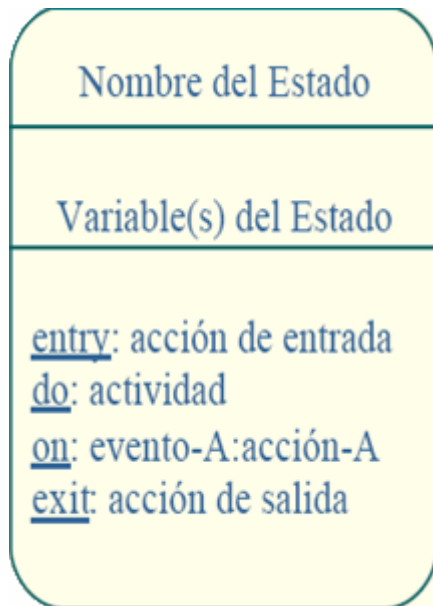 Nombre del Estado
Variable(s) del Estado
entry: acción de entrada
do: actividad
on: evento-A:acción-A
exit: acción de salida